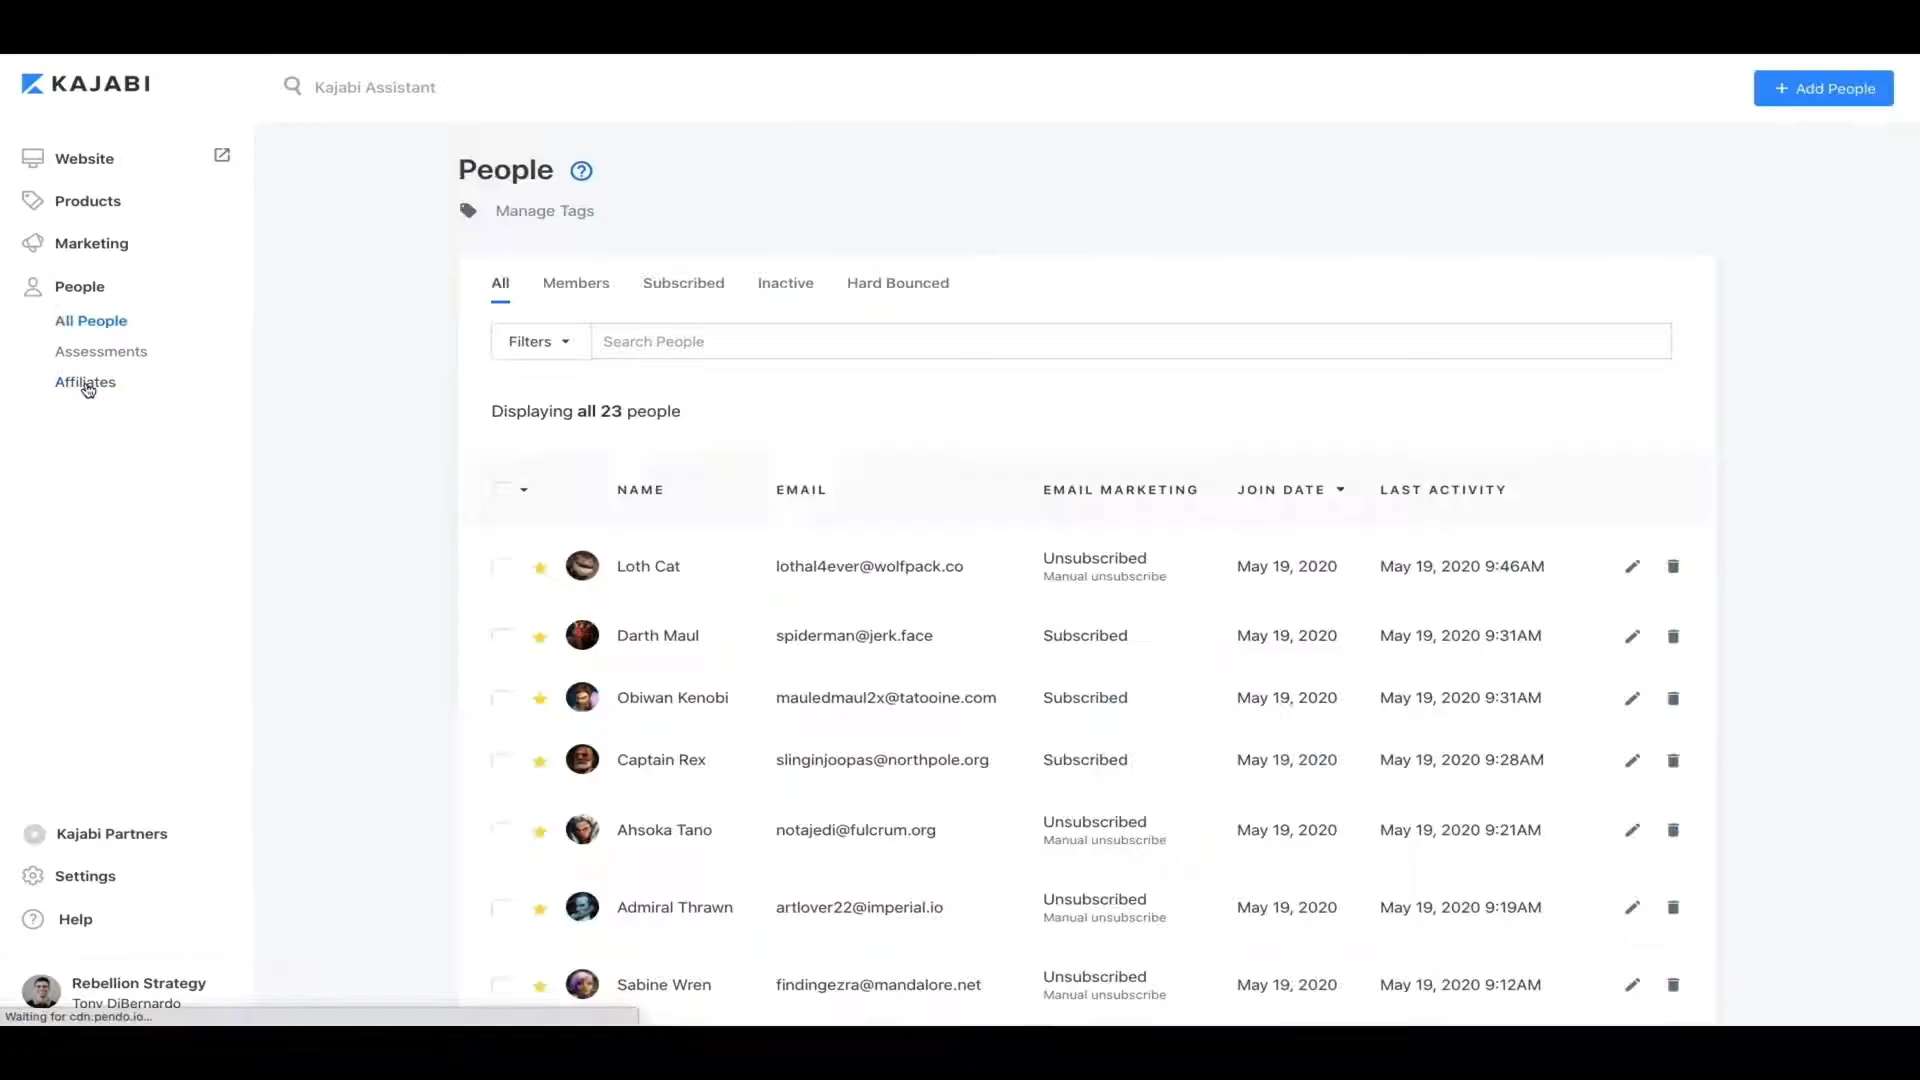 KAJABI
Kajabi Assistant
+ Add People
Website
Products
Marketing
People
All People
Assessments
Affiliates
Kajabi Partners
Settings
? Help
Rebellion Strategy
Tony DiBernardo
Waiting for cdn.pendo.io...
People ?
Manage Tags
All Members Subscribed Inactive Hard Bounced
Filters Search People
Displaying all 23 people
NAME EMAIL EMAIL MARKETING JOIN DATE LAST ACTIVITY
Loth Cat lothal4ever@wolfpack.co Unsubscribed May 19, 2020 May 19, 2020 9:46AM
Manual unsubscribe
Darth Maul spiderman@jerk.face Subscribed May 19, 2020 May 19, 2020 9:31AM
Obiwan Kenobi mauledmaul2x@tatooine.com Subscribed May 19, 2020 May 19, 2020 9:31AM
Captain Rex slinginjoopas@northpole.org Subscribed May 19, 2020 May 19, 2020 9:28AM
Ahsoka Tano notajedi@fulcrum.org Unsubscribed May 19, 2020 May 19, 2020 9:21AM
Manual unsubscribe
Admiral Thrawn artlover22@imperial.io Unsubscribed May 19, 2020 May 19, 2020 9:19AM
Manual unsubscribe
Sabine Wren findingezra@mandalore.net Unsubscribed May 19, 2020 May 19, 2020 9:12AM
Manual unsubscribe